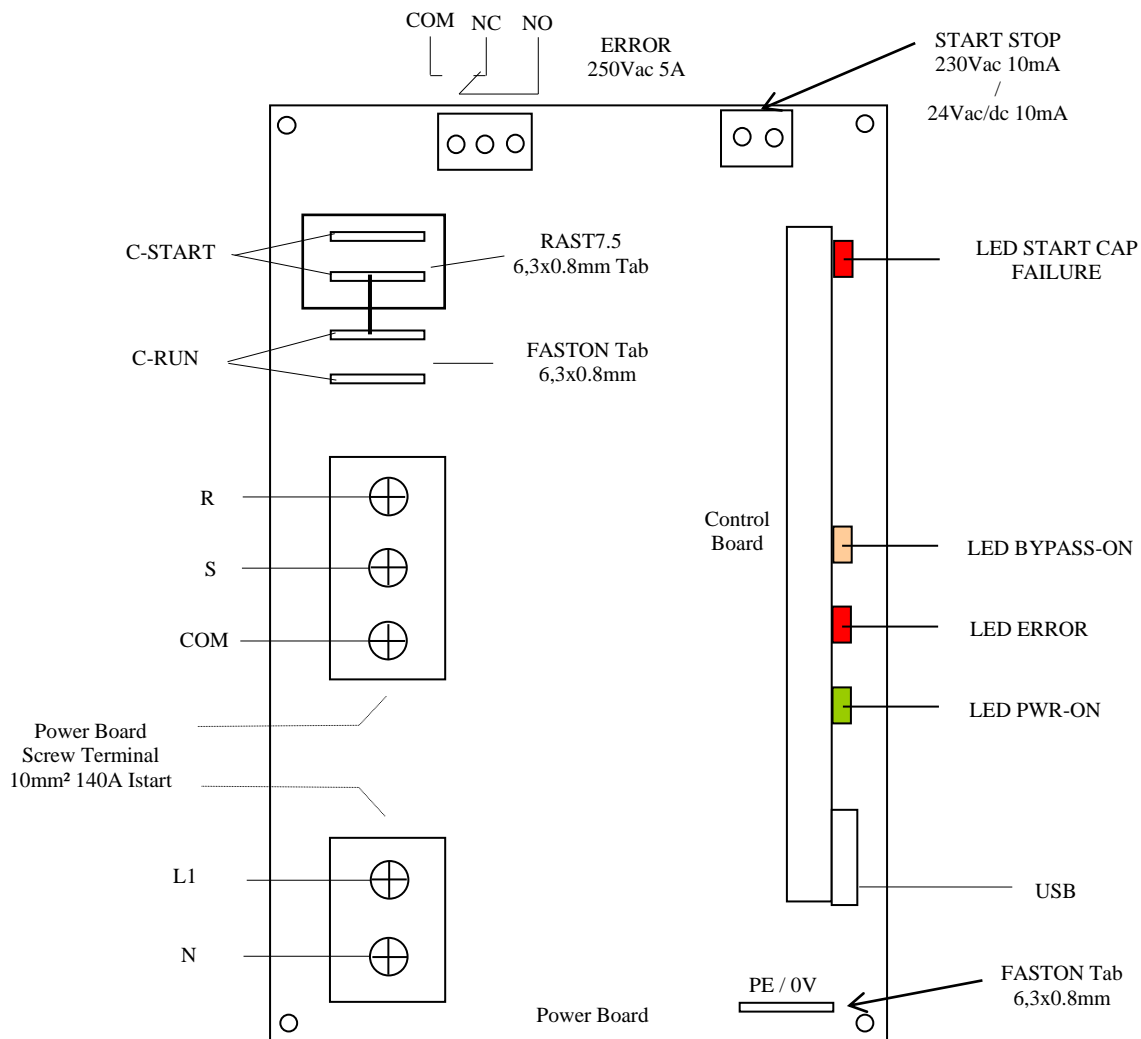 COM NC NO
ERROR
250Vac 5A
START STOP
230Vac 10mA
/
24Vac/dc 10mA
C-START
RAST7.5
6,3x0.8mm Tab
LED START CAP
FAILURE
C-RUN
FASTON Tab
6,3x0.8mm
R
S
COM
Control
Board
LED BYPASS-ON
LED ERROR
LED PWR-ON
Power Board
Screw Terminal
10mm² 140A Istart
L1
N
USB
PE / 0V
FASTON Tab
6,3x0.8mm
Power Board